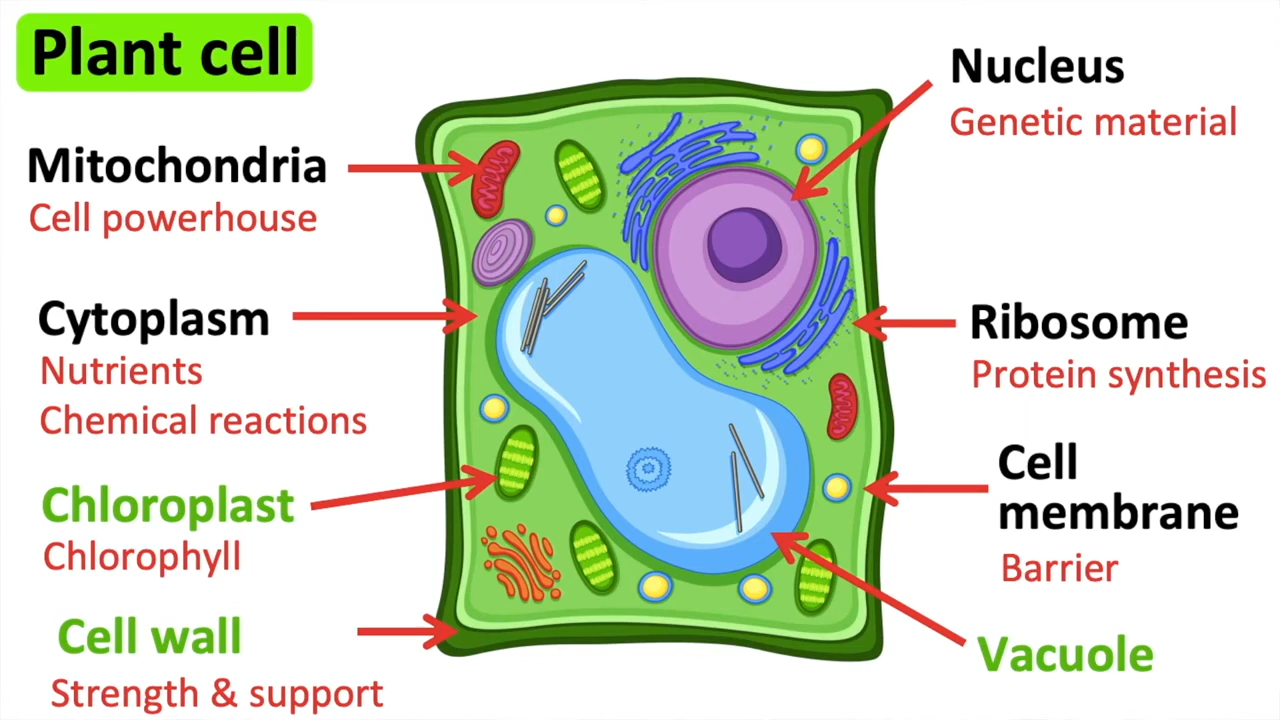 Plant cell
Mitochondria
Cell powerhouse
Cytoplasm
Nutrients
Chemical reactions
Chloroplast
Chlorophyll
Cell wall
Strength & support
Nucleus
Genetic material
Ribosome
Protein synthesis
Cell
membrane
Barrier
Vacuole